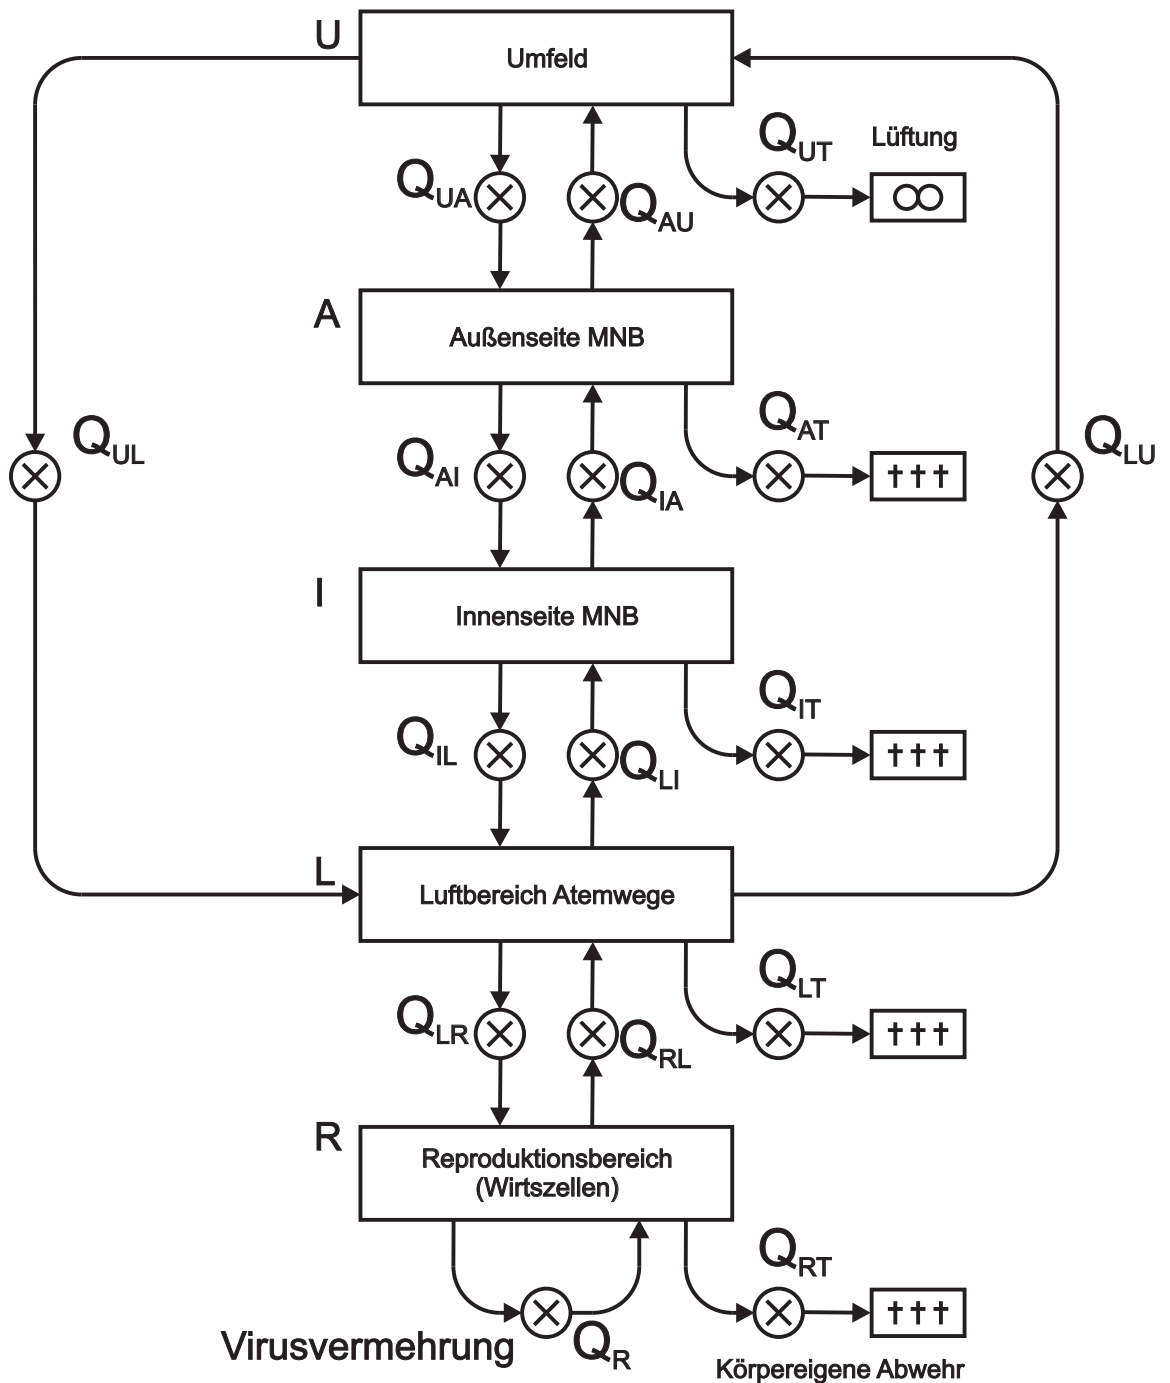 U
Umfeld
Q_UT
Lüftung
Q_UA
Q_AU
A
Außenseite MNB
Q_UL
Q_AI
Q_IA
Q_AT
††† 
Q_LU
I
Innenseite MNB
Q_IL
Q_LI
Q_IT
†††
L
Luftbereich Atemwege
Q_LR
Q_RL
Q_LT
†††
R
Reproduktionsbereich
(Wirtszellen)
Q_RT
†††
Virusvermehrung
Q_R
Körpereigene Abwehr